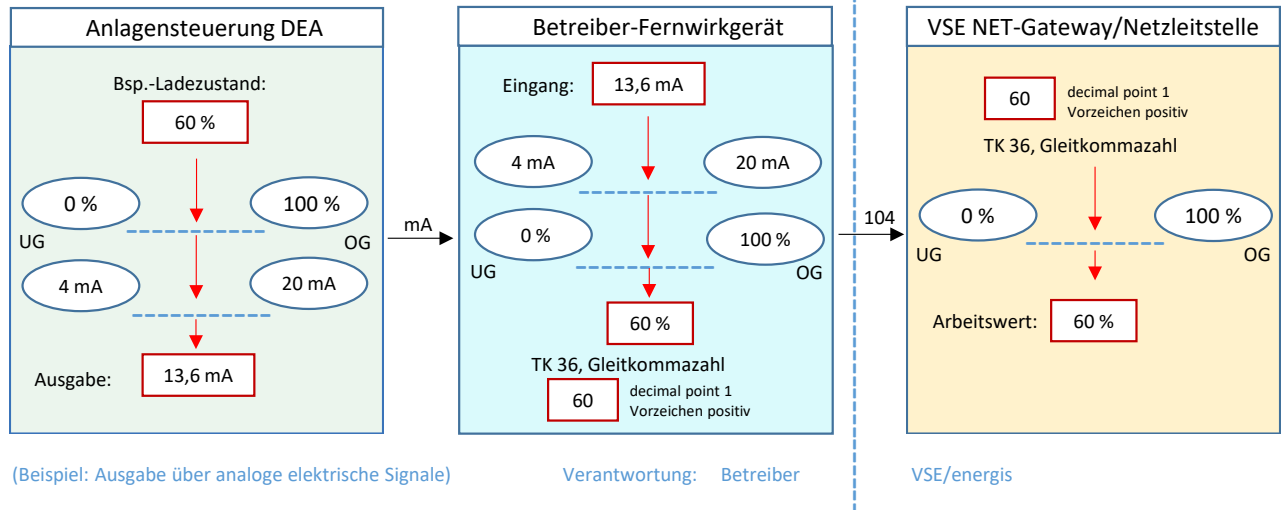 Anlagensteuerung DEA
Bsp.-Ladezustand:
60 %
0 %
100 %
UG
OG
4 mA
20 mA
Ausgabe:
13,6 mA
mA
Betreiber-Fernwirkgerät
Eingang:
13,6 mA
4 mA
20 mA
0 %
100 %
UG
OG
60 %
TK 36, Gleitkommazahl
60
decimal point 1
Vorzeichen positiv
104
VSE NET-Gateway/Netzleitstelle
60
decimal point 1
Vorzeichen positiv
TK 36, Gleitkommazahl
0 %
100 %
UG
OG
Arbeitswert:
60 %
(Beispiel: Ausgabe über analoge elektrische Signale)
Verantwortung: Betreiber
VSE/energis